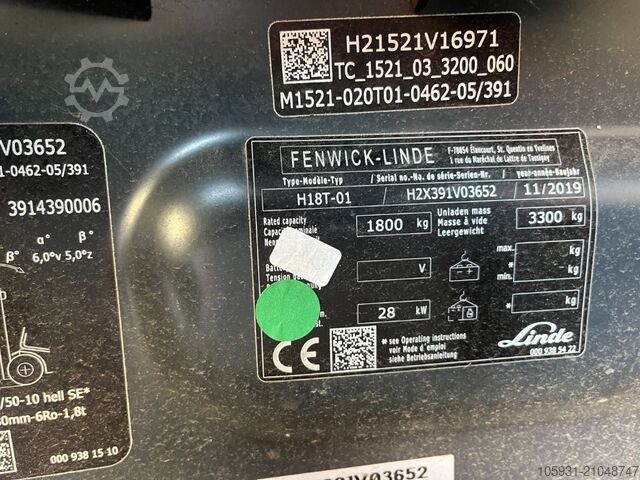 H21521V16971
TC_1521_03_3200_060
M1521-020T01-0462-05/391
V03652
-0462-05/391
3914390006
α° β°
β° 6,0°v 5,0°z
/50-10 hell SE*
0mm-6Ro-1,8t
000 938 15 10
FENWICK-LINDE
F-78854 Élancourt, St. Quentin en Yvelines
1 rue du Maréchal de Lattre de Tassigny
Type-Modèle-Typ / Serial no.-No. de série-Serien-Nr. / year-année-Baujahr
H18T-01 / H2X391V03652 / 11/2019
Rated capacity
1800 kg
Unladen mass
Masse à vide
Leergewicht
3300 kg
V
max.
kg
*
min.
* kg
28 kW
* kg
* see Operating instructions
voir Mode d´emploi
siehe Betriebsanleitung
CE
Linde
000 938 54 22
V03652
105931-21048747